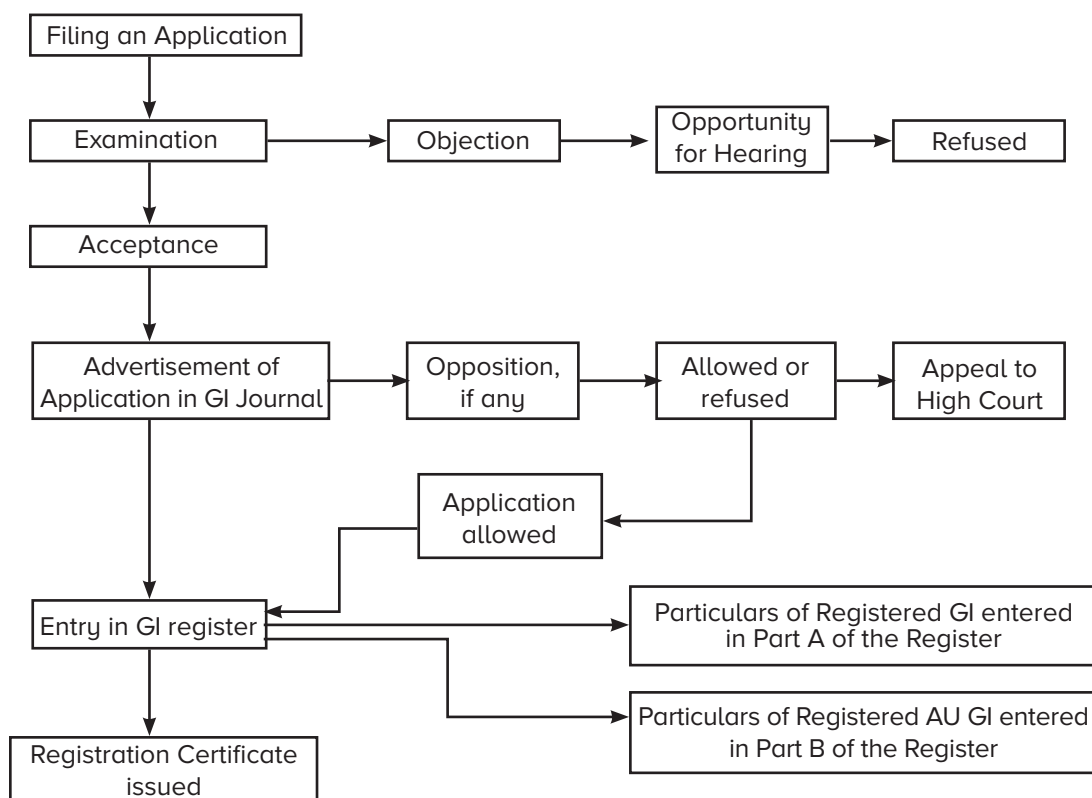 Filing an Application
Examination
Objection
Opportunity
for Hearing
Refused
Acceptance
Advertisement of
Application in GI Journal
Opposition,
if any
Allowed or
refused
Appeal to
High Court
Application
allowed
Entry in GI register
Particulars of Registered GI entered
in Part A of the Register
Particulars of Registered AU GI entered
in Part B of the Register
Registration Certificate
issued